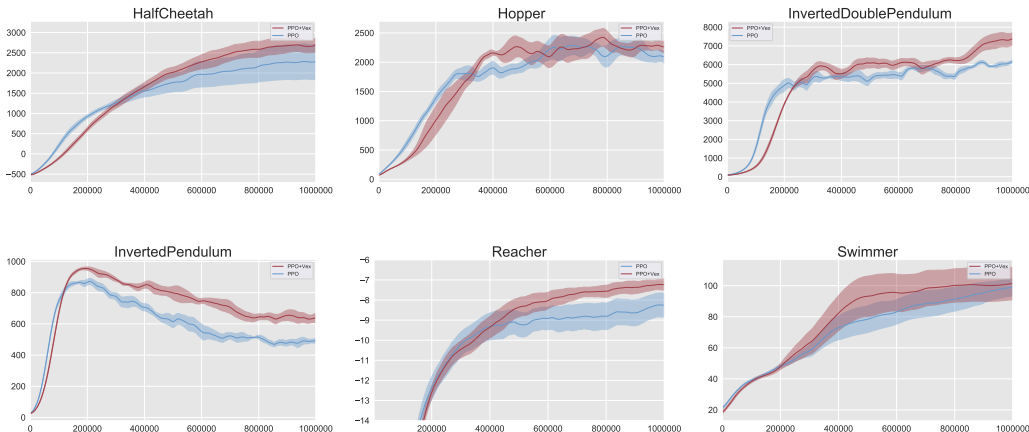 HalfCheetah
3000
2500
2000
1500
1000
500
0
−500
0 200000 400000 600000 800000 1000000
PPO+Vex
PPO
Hopper
2500
2000
1500
1000
500
0
0 200000 400000 600000 800000 1000000
PPO+Vex
PPO
InvertedDoublePendulum
8000
7000
6000
5000
4000
3000
2000
1000
0
0 200000 400000 600000 800000 1000000
PPO+Vex
PPO
InvertedPendulum
1000
800
600
400
200
0
0 200000 400000 600000 800000 1000000
PPO+Vex
PPO
Reacher
−6
−7
−8
−9
−10
−11
−12
−13
−14
200000 400000 600000 800000 1000000
PPO
PPO+Vex
Swimmer
100
80
60
40
20
0 200000 400000 600000 800000 1000000
PPO+Vex
PPO